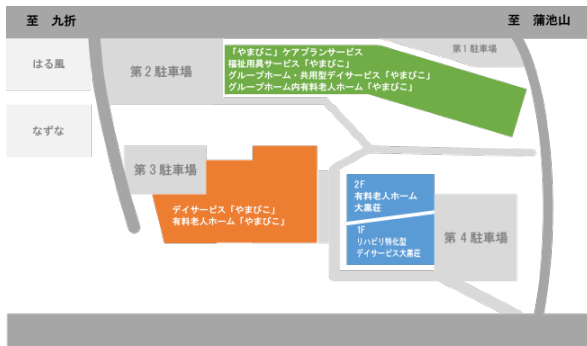 至 九折
至 蒲池山
はる風
第2駐車場
「やまびこ」ケアプランサービス
福祉用具サービス「やまびこ」
グループホーム・共用型デイサービス「やまびこ」
グループホーム内有料老人ホーム「やまびこ」
第1駐車場
なずな
第3駐車場
デイサービス「やまびこ」
有料老人ホーム「やまびこ」
2F
有料老人ホーム
大黒荘
1F
リハビリ特化型
デイサービス大黒荘
第4駐車場